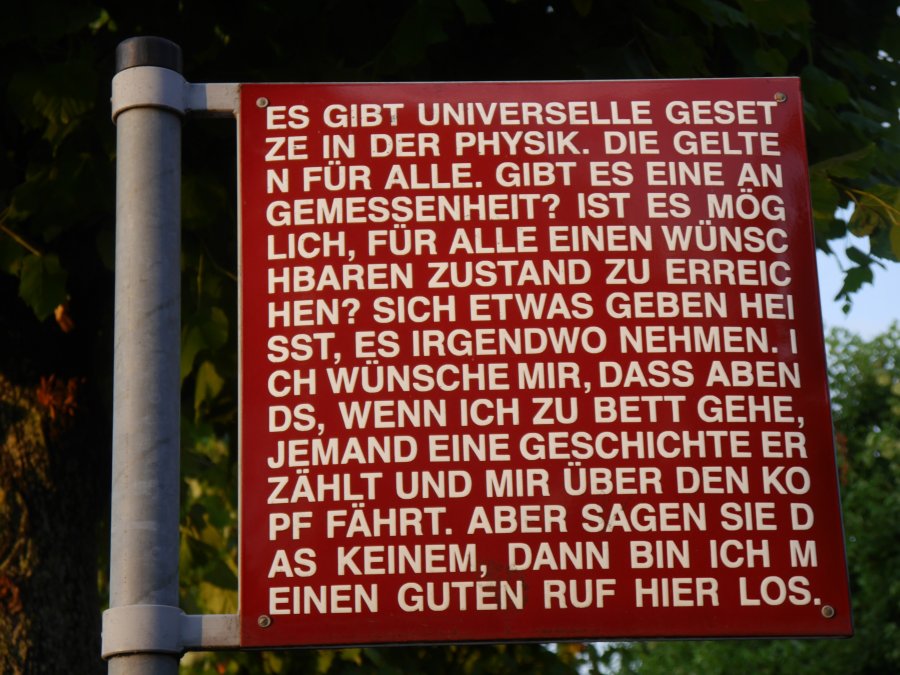 ES GIBT UNIVERSELLE GESET
ZE IN DER PHYSIK. DIE GELTE
N FÜR ALLE. GIBT ES EINE AN
GEMESSENHEIT? IST ES MÖG
LICH, FÜR ALLE EINEN WÜNSC
HBAREN ZUSTAND ZU ERREIC
HEN? SICH ETWAS GEBEN HEI
SST, ES IRGENDWO NEHMEN. I
CH WÜNSCHE MIR, DASS ABEN
DS, WENN ICH ZU BETT GEHE,
JEMAND EINE GESCHICHTE ER
ZÄHLT UND MIR ÜBER DEN KO
PF FÄHRT. ABER SAGEN SIE D
AS KEINEM, DANN BIN ICH M
EINEN GUTEN RUF HIER LOS.